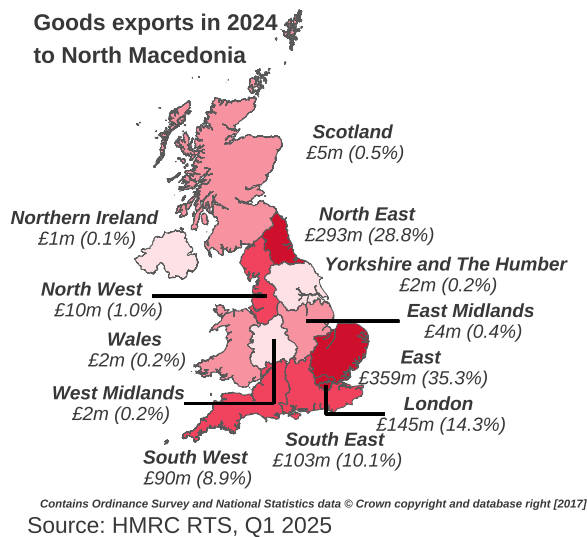 Goods exports in 2024
to North Macedonia
Scotland
£5m (0.5%)
Northern Ireland
£1m (0.1%)
North East
£293m (28.8%)
Yorkshire and The Humber
£2m (0.2%)
North West
£10m (1.0%)
East Midlands
£4m (0.4%)
Wales
£2m (0.2%)
East
£359m (35.3%)
West Midlands
£2m (0.2%)
London
£145m (14.3%)
South East
£103m (10.1%)
South West
£90m (8.9%)
Contains Ordinance Survey and National Statistics data © Crown copyright and database right [2017]
Source: HMRC RTS, Q1 2025